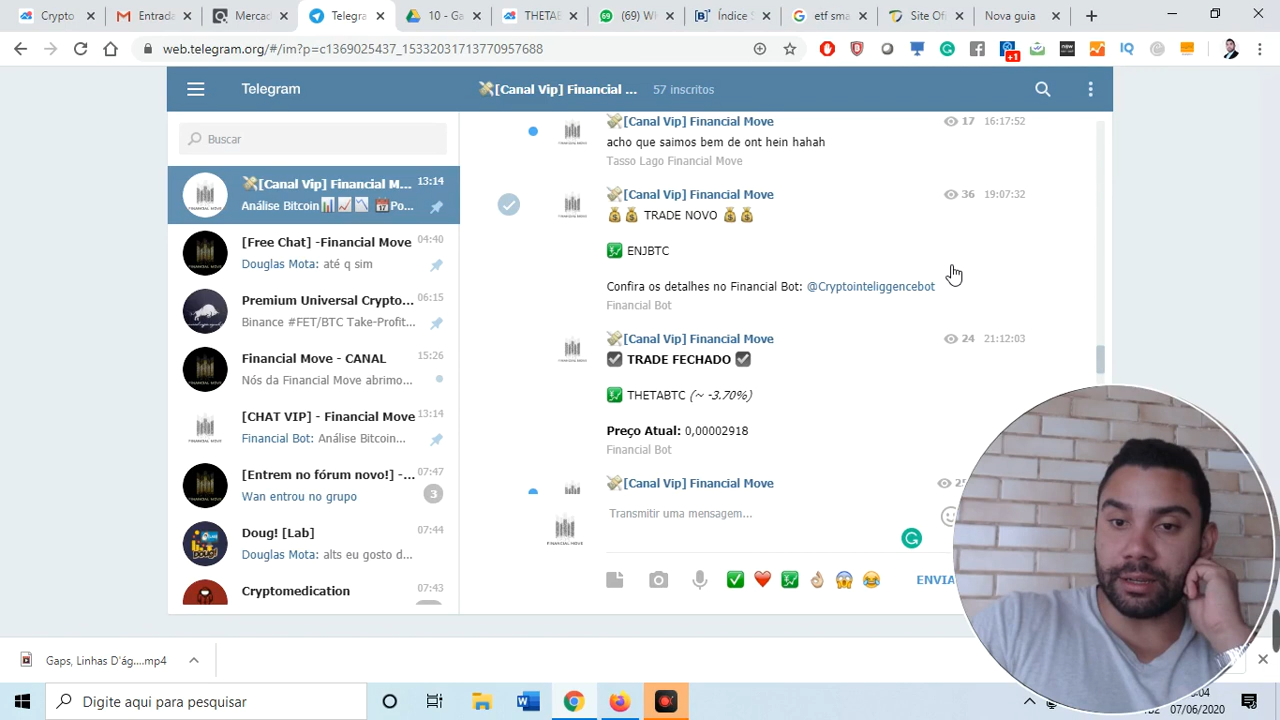 Crypto
Email
Mercad
Telegra
10 - G
THETAB
(69) W
Indice S
etf sma
Nova guia
web.telegram.org/#/im?p=c1369025437_15332031713770957688
+1
IQ
Telegram
[Canal Vip] Financial ... 57 inscritos
Buscar
[Canal Vip] Financial M... 13:14
Análise Bitcoin📊📈📉 📅Po...
[Free Chat] -Financial Move 04:40
Douglas Mota: até q sim
Premium Universal Crypto... 06:15
Binance #FET/BTC Take-Profit...
Financial Move - CANAL 15:26
Nós da Financial Move abrimo...
[CHAT VIP] - Financial Move 13:14
Financial Bot: Análise Bitcoin...
[Entrem no fórum novo!] -... 07:47
Wan entrou no grupo 3
Doug! [Lab] 07:44
Douglas Mota: alts eu gosto d...
Cryptomedication 07:43
[Canal Vip] Financial Move 17 16:17:52
acho que saimos bem de ont hein hahah
Tasso Lago Financial Move
[Canal Vip] Financial Move 36 19:07:32
💰💰 TRADE NOVO 💰💰
💹 ENJBTC
Confira os detalhes no Financial Bot: @Cryptointeliggencebot
Financial Bot
[Canal Vip] Financial Move 24 21:12:03
☑ TRADE FECHADO ☑
💹 THETABTC (~ -3.70%)
Preço Atual: 0,00002918
Financial Bot
[Canal Vip] Financial Move
Transmitir uma mensagem...
ENVIA
Gaps, Linhas D'ág....mp4
Digite aqui para pesquisar
07/06/2020